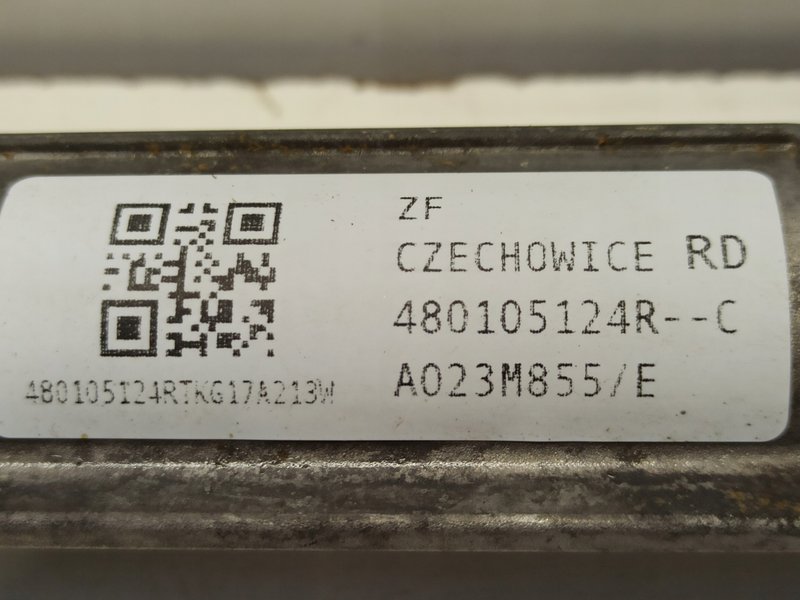 ZF
CZECHOWICE RD
480105124R--C
A023M855/E
480105124RTKG17A213W